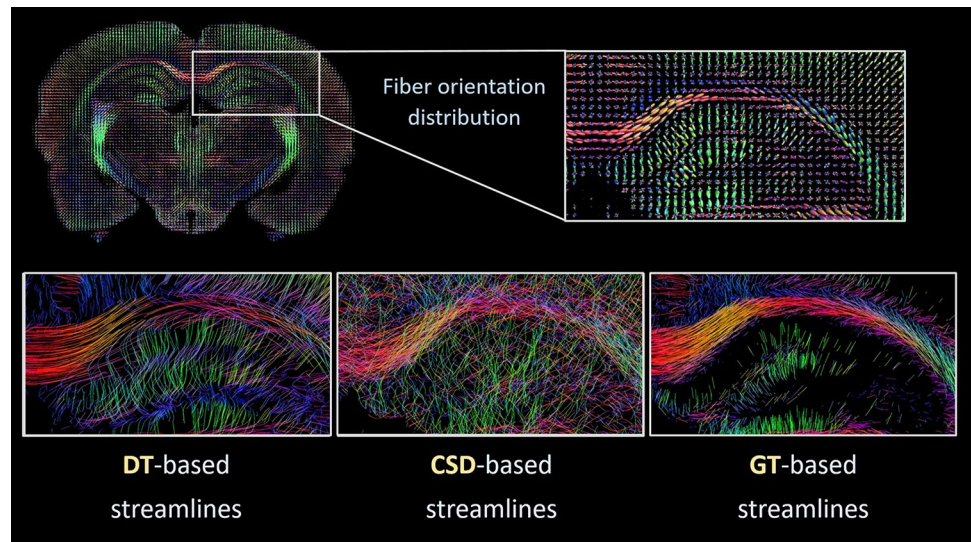 Fiber orientation
distribution
DT-based
streamlines
CSD-based
streamlines
GT-based
streamlines